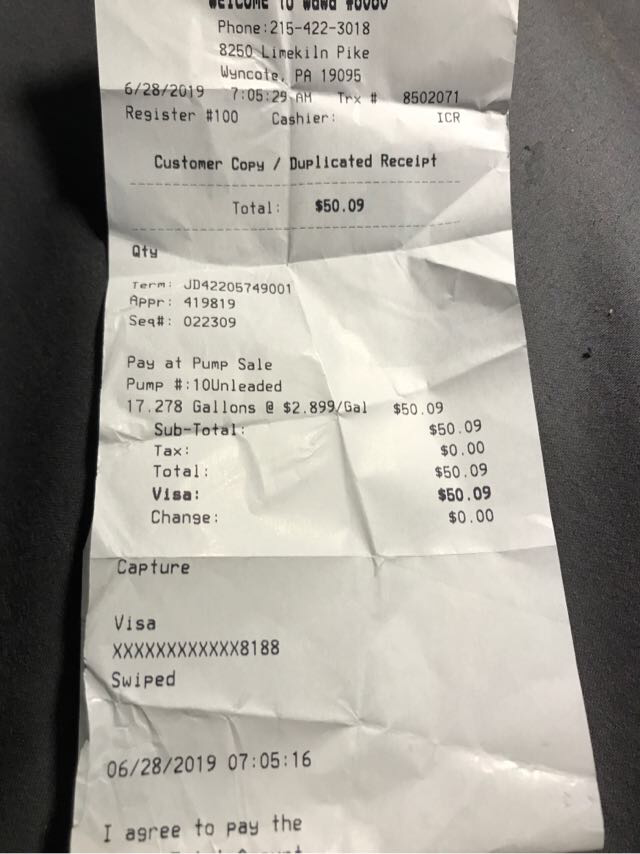 Welcome to Wawa
Phone:215-422-3018
8250 Limekiln Pike
Wyncote, PA 19095
6/28/2019 7:05:29 AM Trx # 8502071
Register #100 Cashier: ICR
Customer Copy / Duplicated Receipt
Total: $50.09
Qty
Term: JD42205749001
Appr: 419819
Seq#: 022309
Pay at Pump Sale
Pump #:10Unleaded
17.278 Gallons @ $2.899/Gal $50.09
Sub-Total: $50.09
Tax: $0.00
Total: $50.09
Visa: $50.09
Change: $0.00
Capture
Visa
XXXXXXXXXXXX8188
Swiped
06/28/2019 07:05:16
I agree to pay the